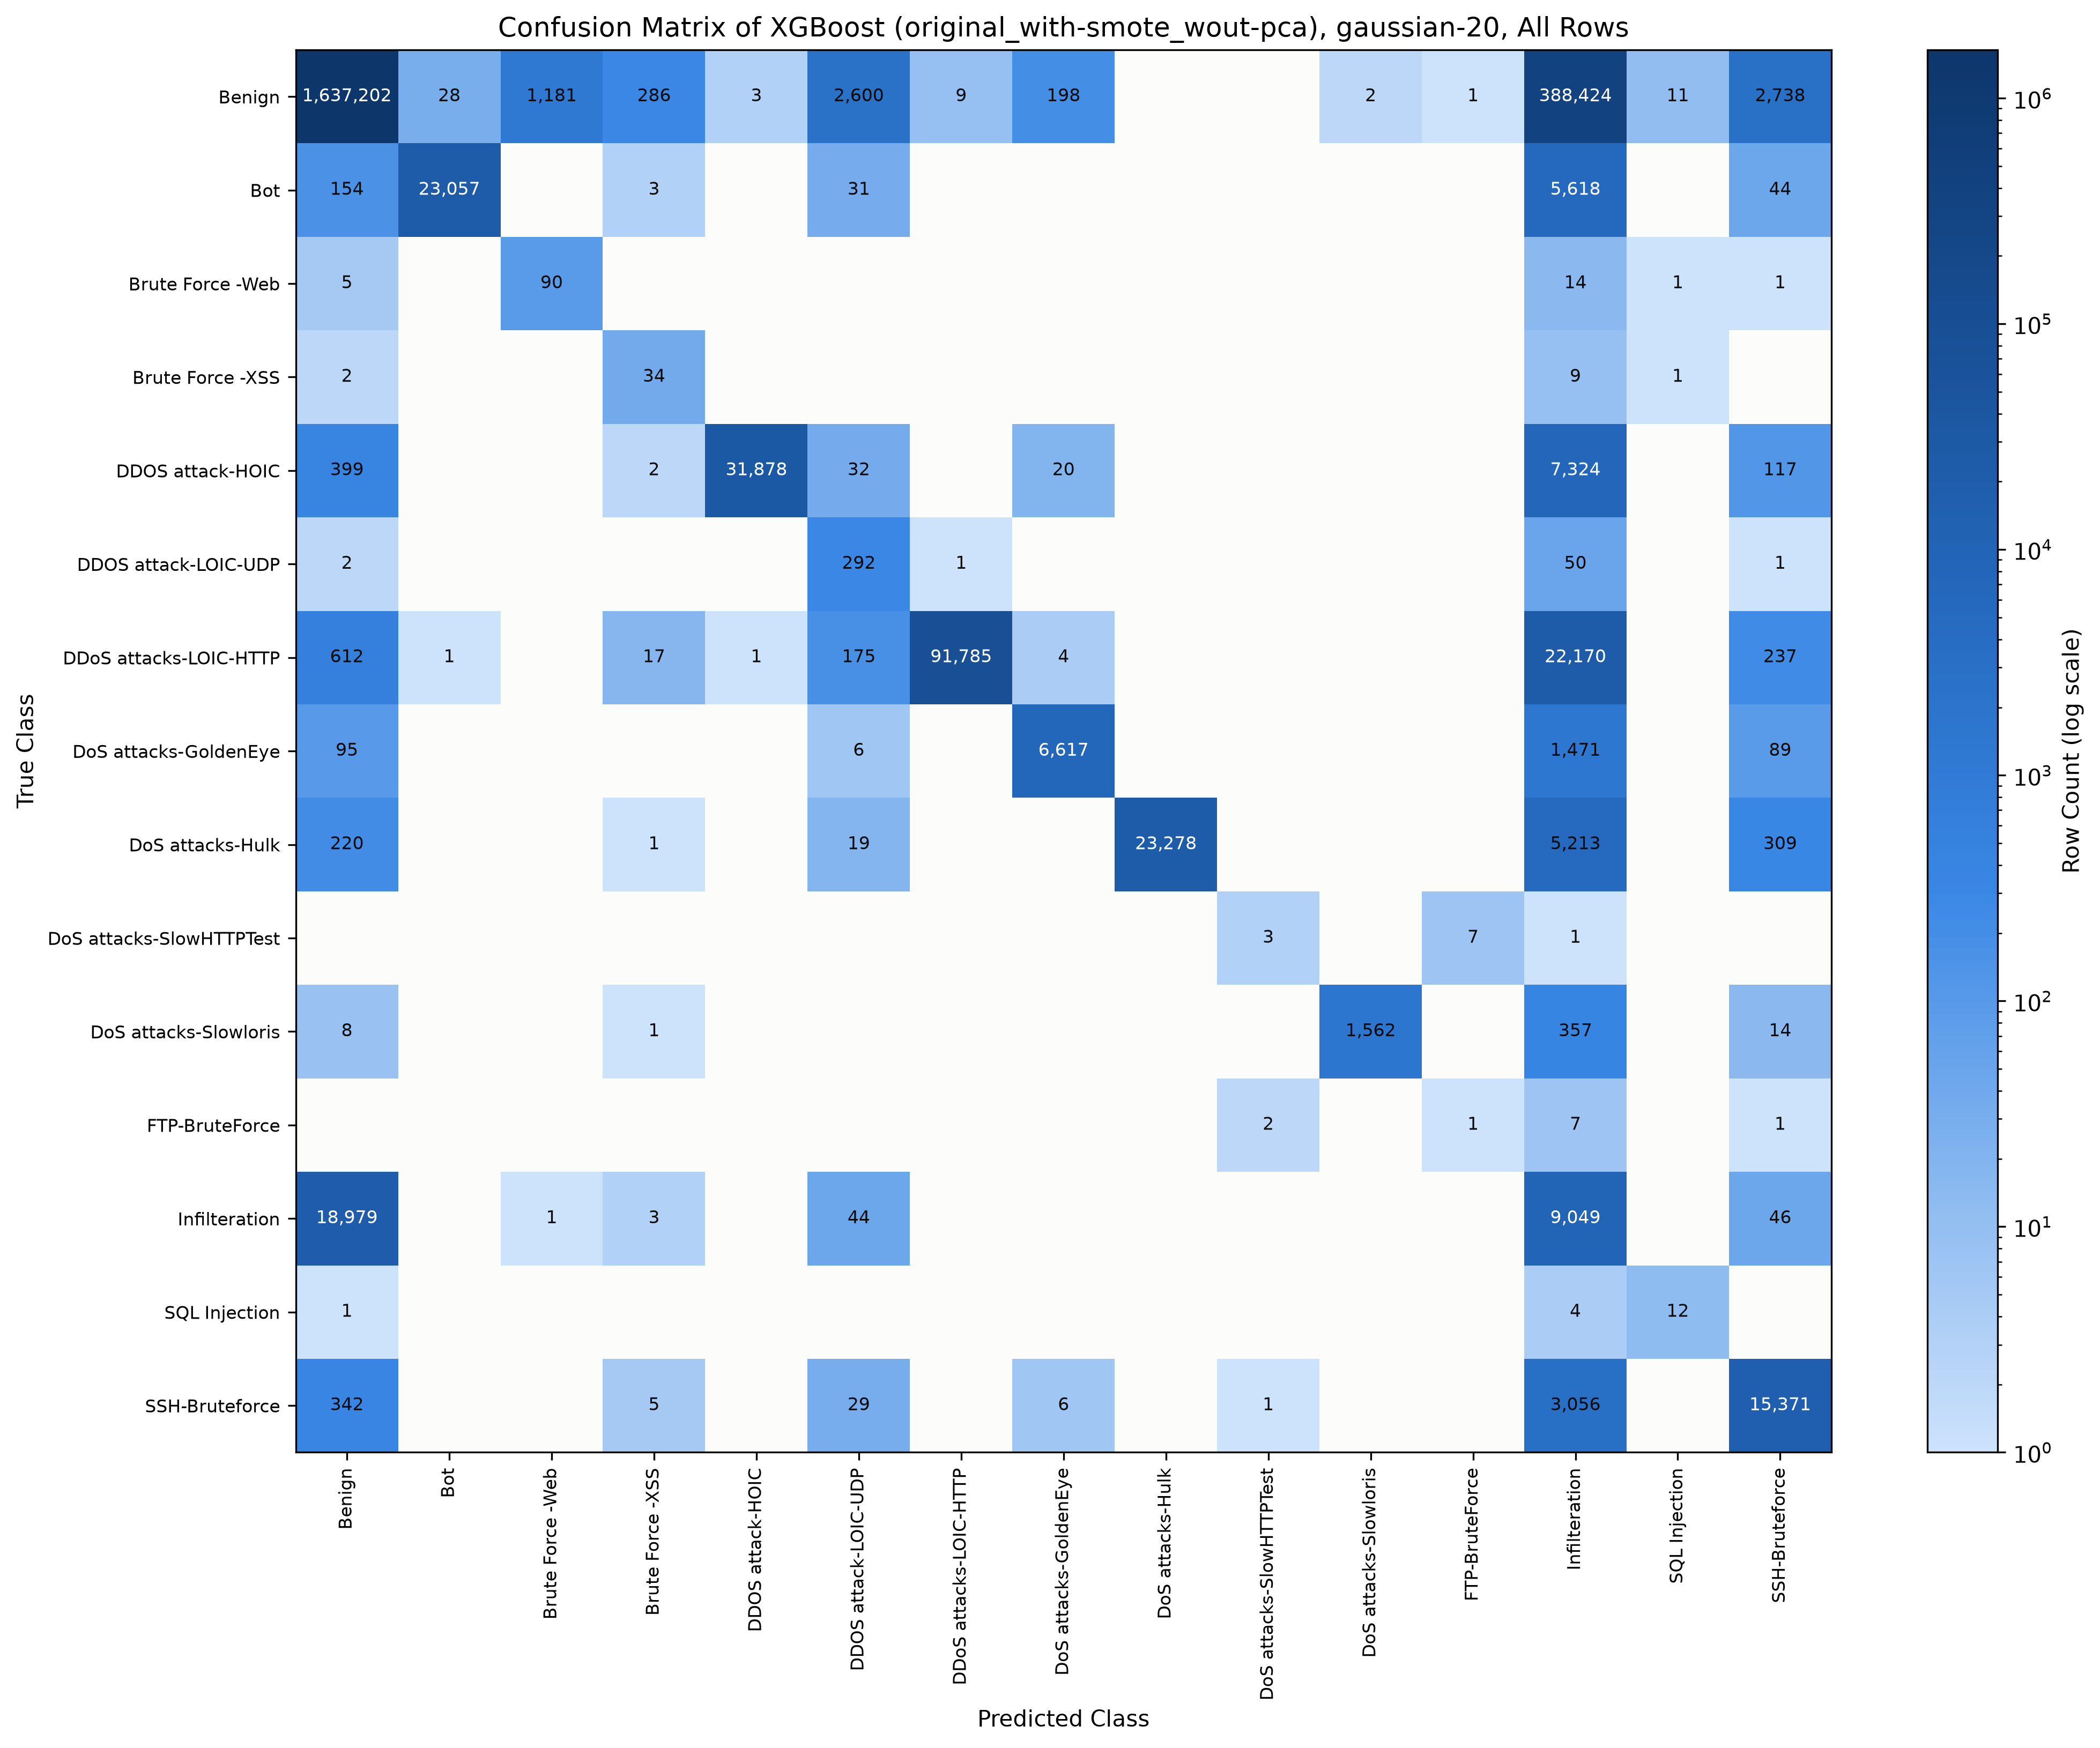 Confusion Matrix of XGBoost (original_with-smote_wout-pca), gaussian-20, All Rows
Benign 1,637,202 28 1,181 286 3 2,600 9 198 2 1 388,424 11 2,738
Bot 154 23,057 3 31 5,618 44
Brute Force -Web 5 90 14 1 1
Brute Force -XSS 2 34 9 1
DDOS attack-HOIC 399 2 31,878 32 20 7,324 117
DDOS attack-LOIC-UDP 2 292 1 50 1
DDoS attacks-LOIC-HTTP 612 1 17 1 175 91,785 4 22,170 237
DoS attacks-GoldenEye 95 6 6,617 1,471 89
DoS attacks-Hulk 220 1 19 23,278 5,213 309
DoS attacks-SlowHTTPTest 3 7 1
DoS attacks-Slowloris 8 1 1,562 357 14
FTP-BruteForce 2 1 7 1
Infilteration 18,979 1 3 44 9,049 46
SQL Injection 1 4 12
SSH-Bruteforce 342 5 29 6 1 3,056 15,371
True Class
Benign
Bot
Brute Force -Web
Brute Force -XSS
DDOS attack-HOIC
DDOS attack-LOIC-UDP
DDoS attacks-LOIC-HTTP
DoS attacks-GoldenEye
DoS attacks-Hulk
DoS attacks-SlowHTTPTest
DoS attacks-Slowloris
FTP-BruteForce
Infilteration
SQL Injection
SSH-Bruteforce
Predicted Class
10⁶
10⁵
10⁴
10³
10²
10¹
10⁰
Row Count (log scale)